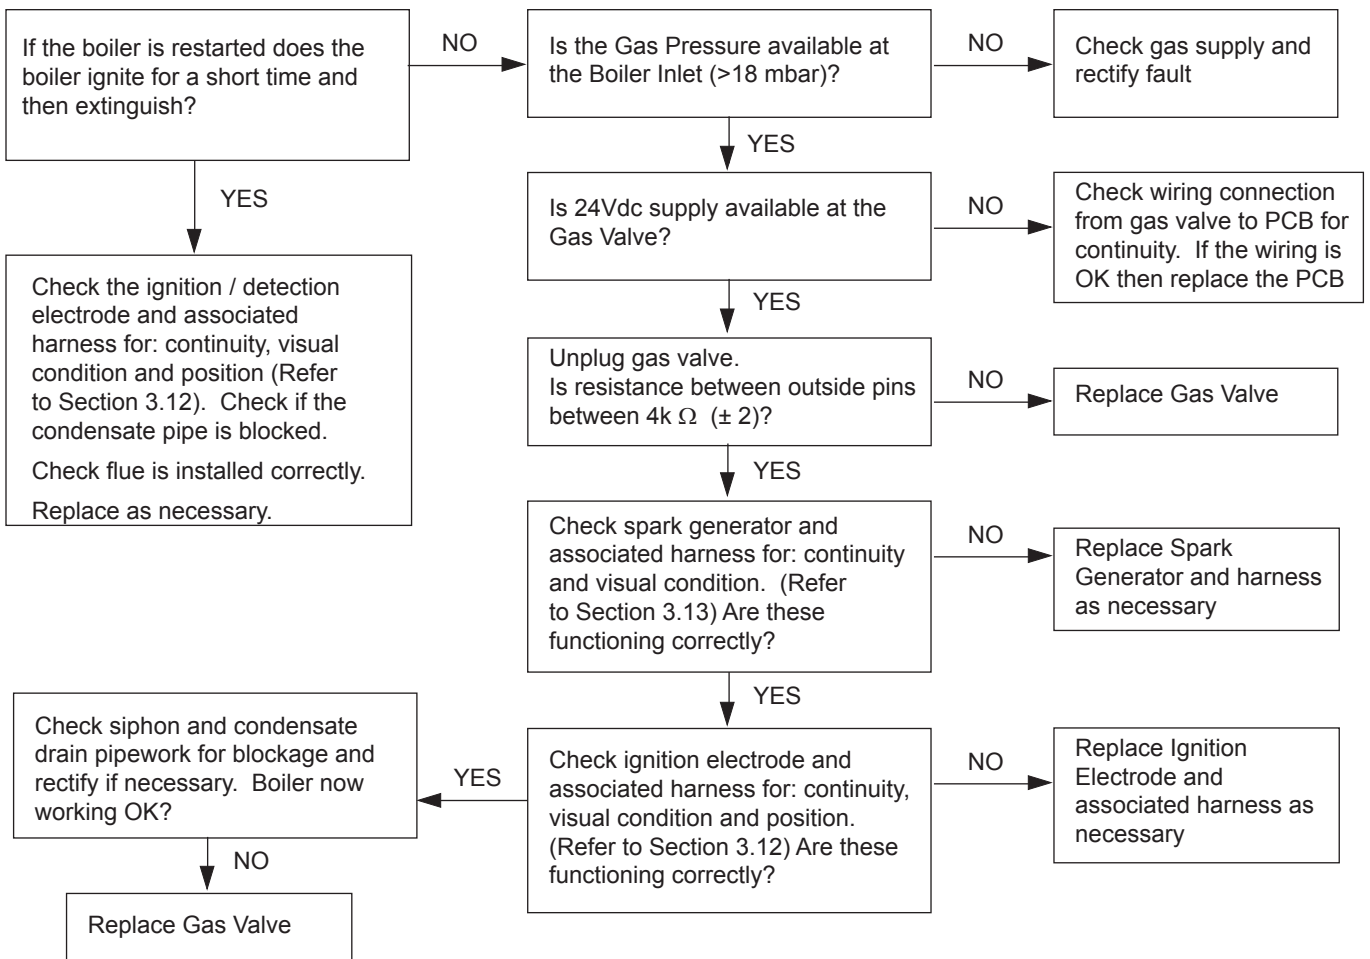 If the boiler is restarted does the
boiler ignite for a short time and
then extinguish?
NO
Is the Gas Pressure available at
the Boiler Inlet (>18 mbar)?
NO
Check gas supply and
rectify fault
YES
YES
Check the ignition / detection
electrode and associated
harness for: continuity, visual
condition and position (Refer
to Section 3.12).  Check if the
condensate pipe is blocked.
Check flue is installed correctly.
Replace as necessary.
Is 24Vdc supply available at the
Gas Valve?
NO
Check wiring connection
from gas valve to PCB for
continuity.  If the wiring is
OK then replace the PCB
YES
Unplug gas valve.
Is resistance between outside pins
between 4k Ω (± 2)?
NO
Replace Gas Valve
YES
Check spark generator and
associated harness for: continuity
and visual condition.  (Refer
to Section 3.13) Are these
functioning correctly?
NO
Replace Spark
Generator and harness
as necessary
YES
Check ignition electrode and
associated harness for: continuity,
visual condition and position.
(Refer to Section 3.12) Are these
functioning correctly?
NO
Replace Ignition
Electrode and
associated harness as
necessary
YES
Check siphon and condensate
drain pipework for blockage and
rectify if necessary.  Boiler now
working OK?
NO
Replace Gas Valve